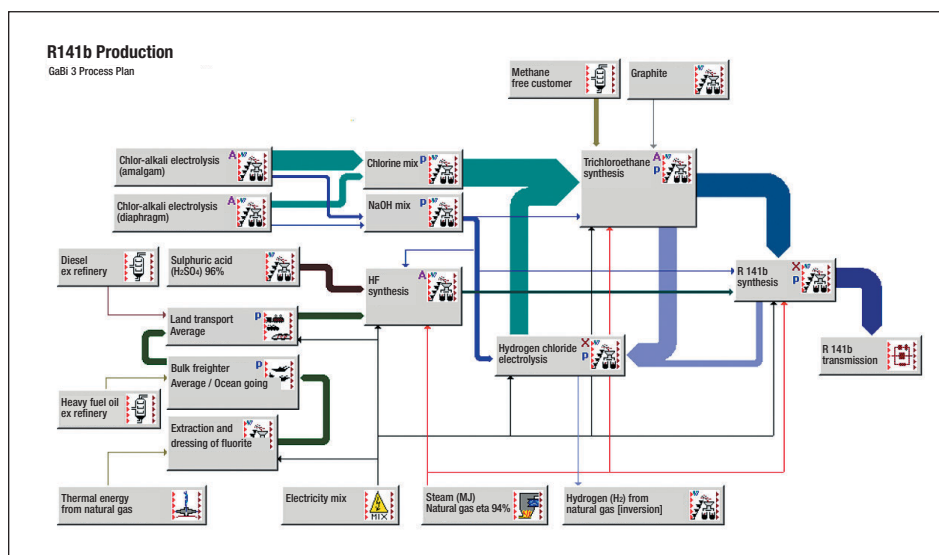 R141b Production
GaBi 3 Process Plan
Methane
free customer
Graphite
Chlor-alkali electrolysis
(amalgam)
A
Chlorine mix
p
Trichloroethane
synthesis
A
p
Chlor-alkali electrolysis
(diaphragm)
A
NaOH mix
p
Diesel
ex refinery
Sulphuric acid
(H2SO4) 96%
HF
synthesis
A
R 141b
synthesis
X
p
Land transport
Average
p
Hydrogen chloride
electrolysis
X
p
R 141b
transmission
Bulk freighter
Average / Ocean going
p
Heavy fuel oil
ex refinery
Extraction and
dressing of fluorite
Thermal energy
from natural gas
Electricity mix
MIX
Steam (MJ)
Natural gas eta 94%
Hydrogen (H2) from
natural gas [inversion]